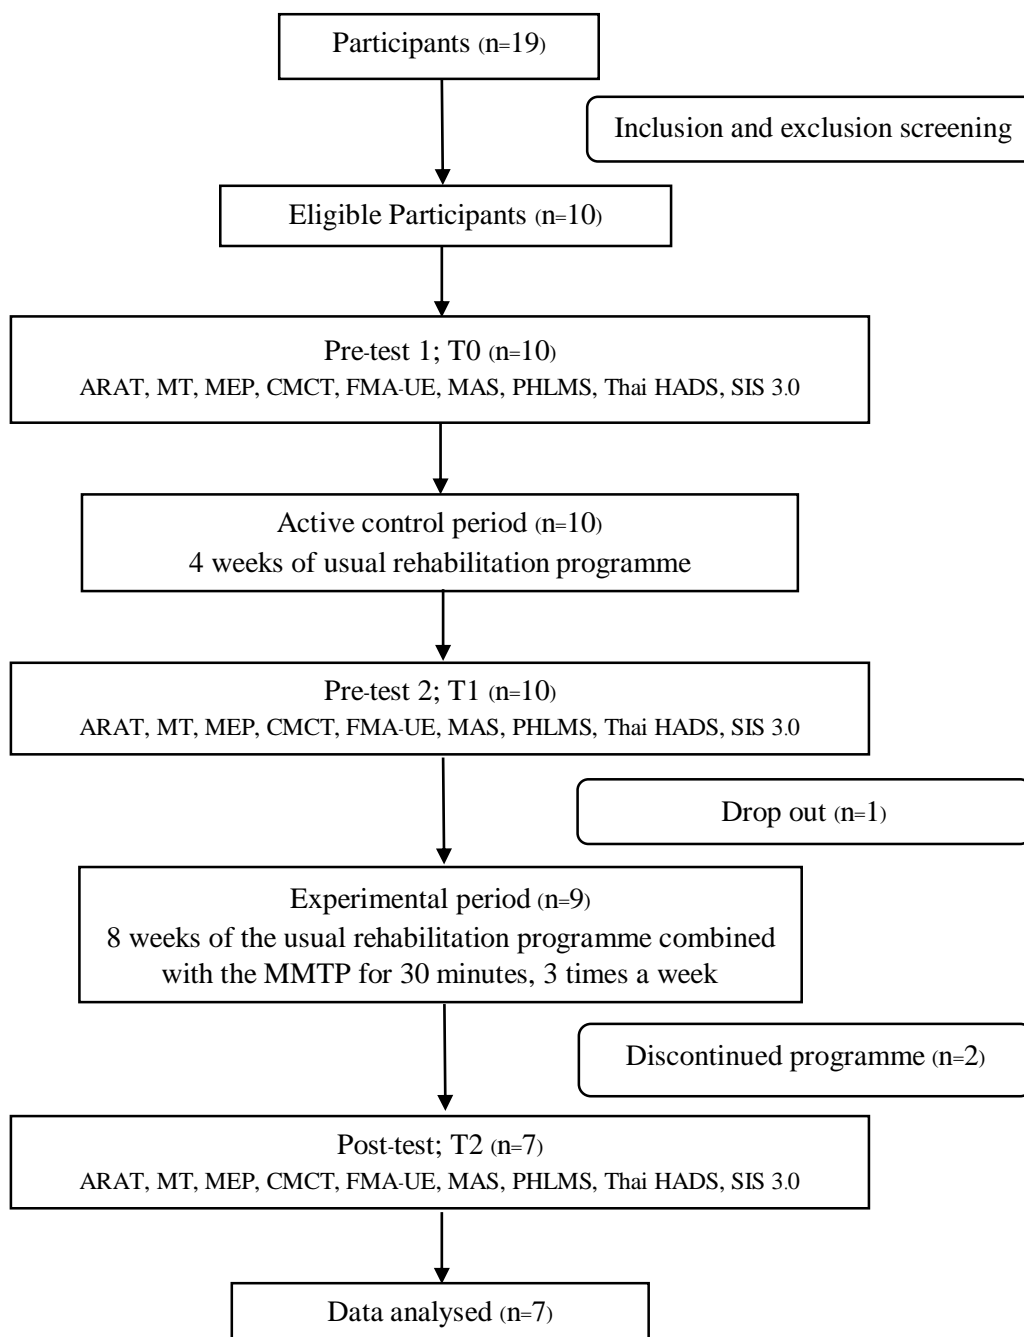 Participants (n=19)
Inclusion and exclusion screening
Eligible Participants (n=10)
Pre-test 1; T0 (n=10)
ARAT, MT, MEP, CMCT, FMA-UE, MAS, PHLMS, Thai HADS, SIS 3.0
Active control period (n=10)
4 weeks of usual rehabilitation programme
Pre-test 2; T1 (n=10)
ARAT, MT, MEP, CMCT, FMA-UE, MAS, PHLMS, Thai HADS, SIS 3.0
Drop out (n=1)
Experimental period (n=9)
8 weeks of the usual rehabilitation programme combined
with the MMTP for 30 minutes, 3 times a week
Discontinued programme (n=2)
Post-test; T2 (n=7)
ARAT, MT, MEP, CMCT, FMA-UE, MAS, PHLMS, Thai HADS, SIS 3.0
Data analysed (n=7)